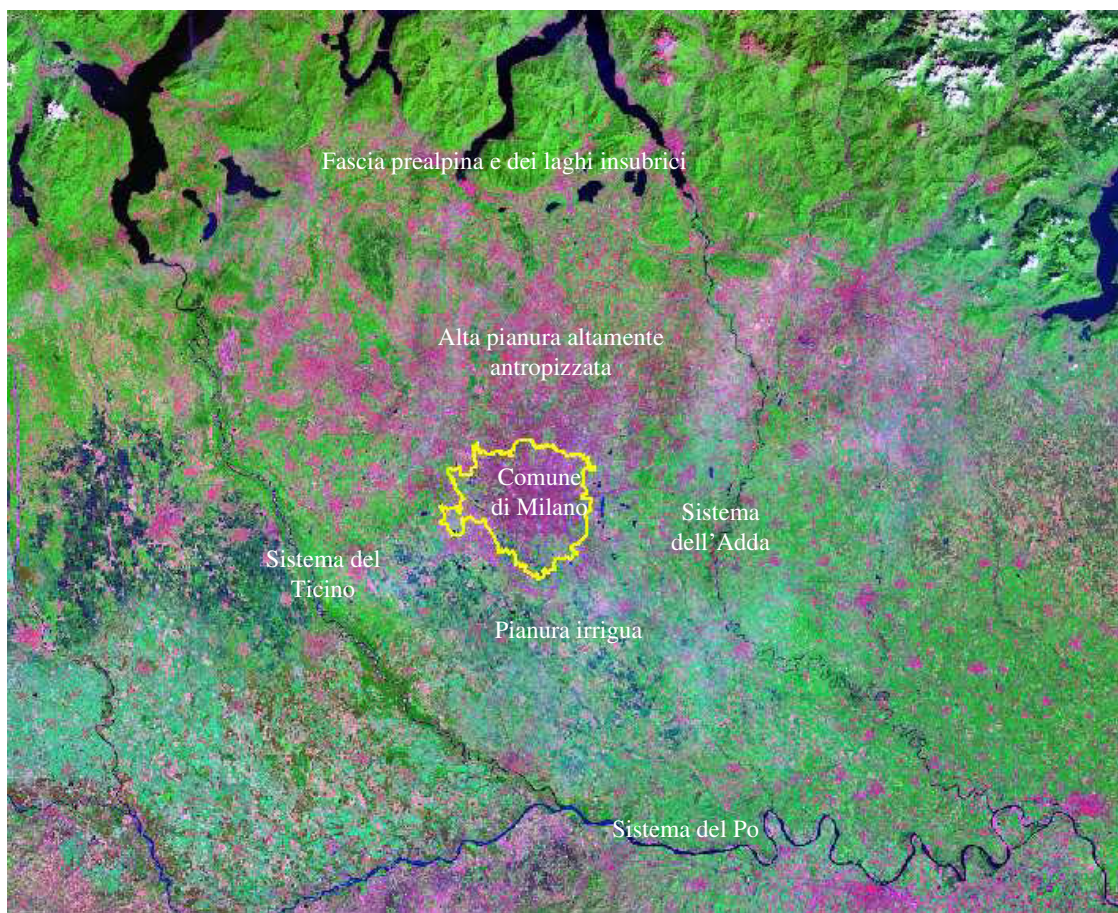 Fascia prealpina e dei laghi insubrici
Alta pianura altamente
antropizzata
Comune
di Milano
Sistema
dell'Adda
Sistema del
Ticino
Pianura irrigua
Sistema del Po